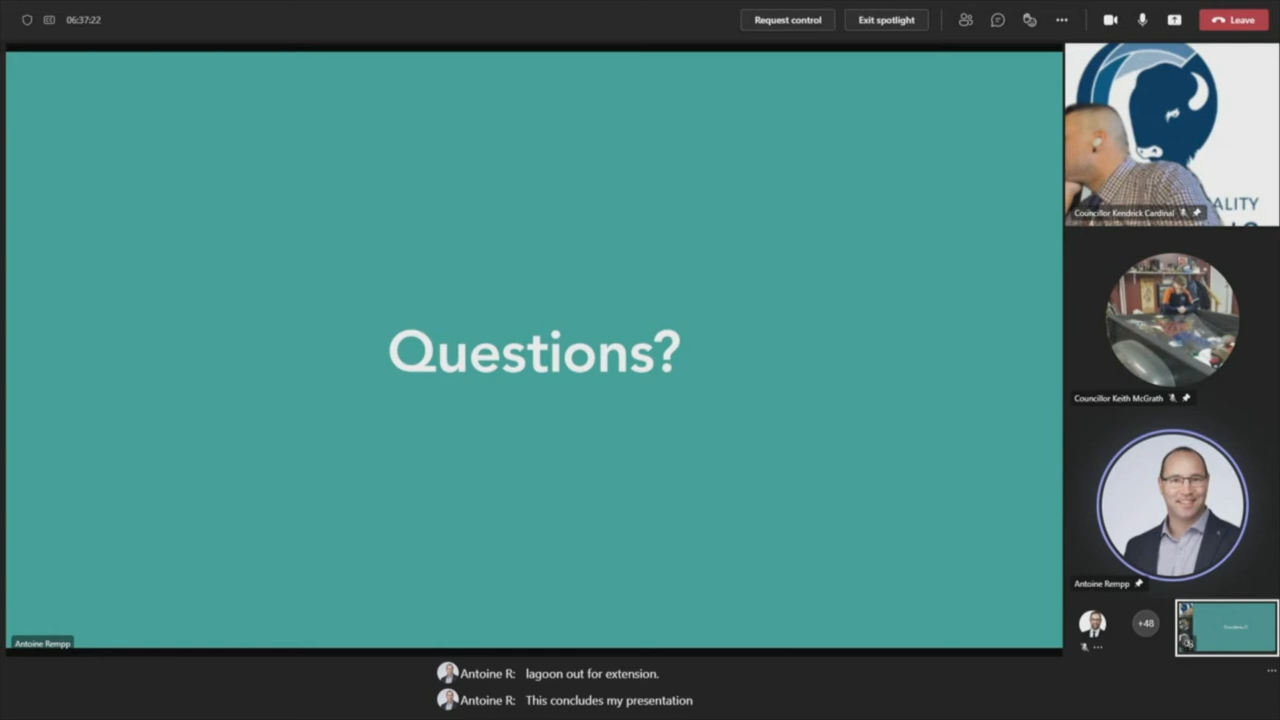 06:37:22
Request control
Exit spotlight
Leave
Questions?
ALITY
Councillor Kendrick Cardinal
Councillor Keith McGrath
Antoine Rempp
+48
Antoine Rempp
Antoine R: lagoon out for extension.
Antoine R: This concludes my presentation